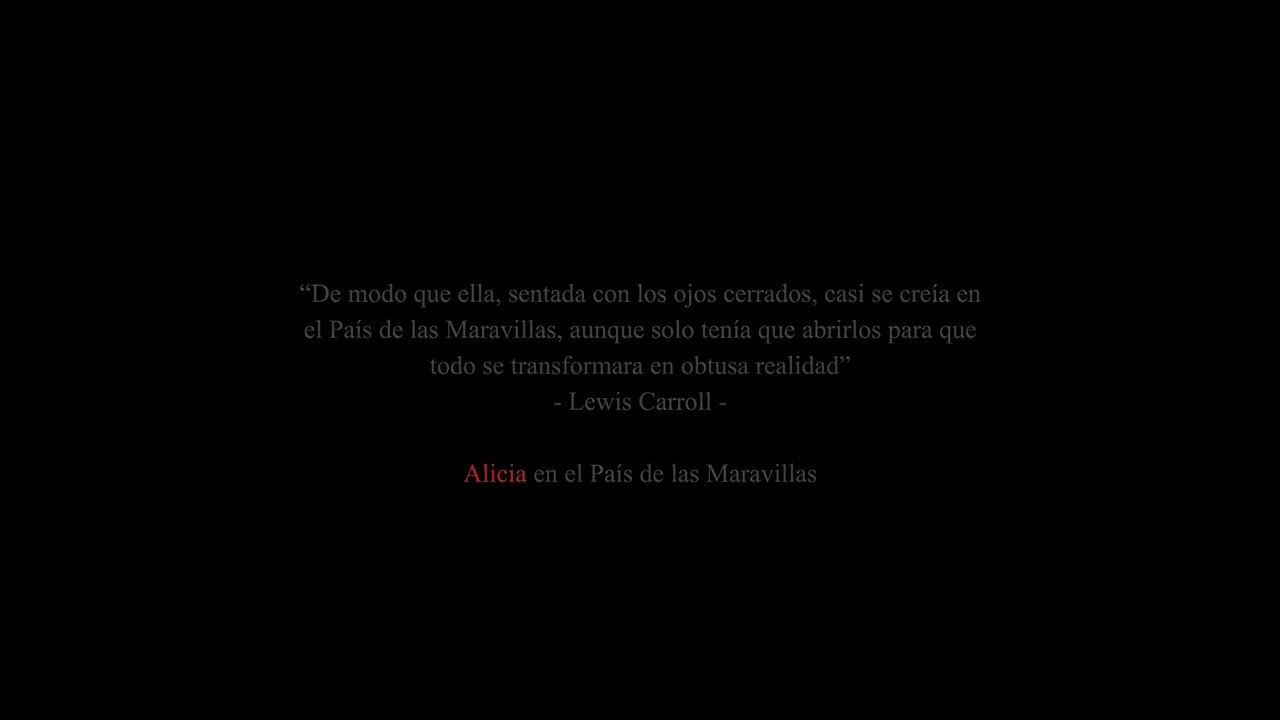 “De modo que ella, sentada con los ojos cerrados, casi se creía en
el País de las Maravillas, aunque solo tenía que abrirlos para que
todo se transformara en obtusa realidad”
- Lewis Carroll -
Alicia en el País de las Maravillas